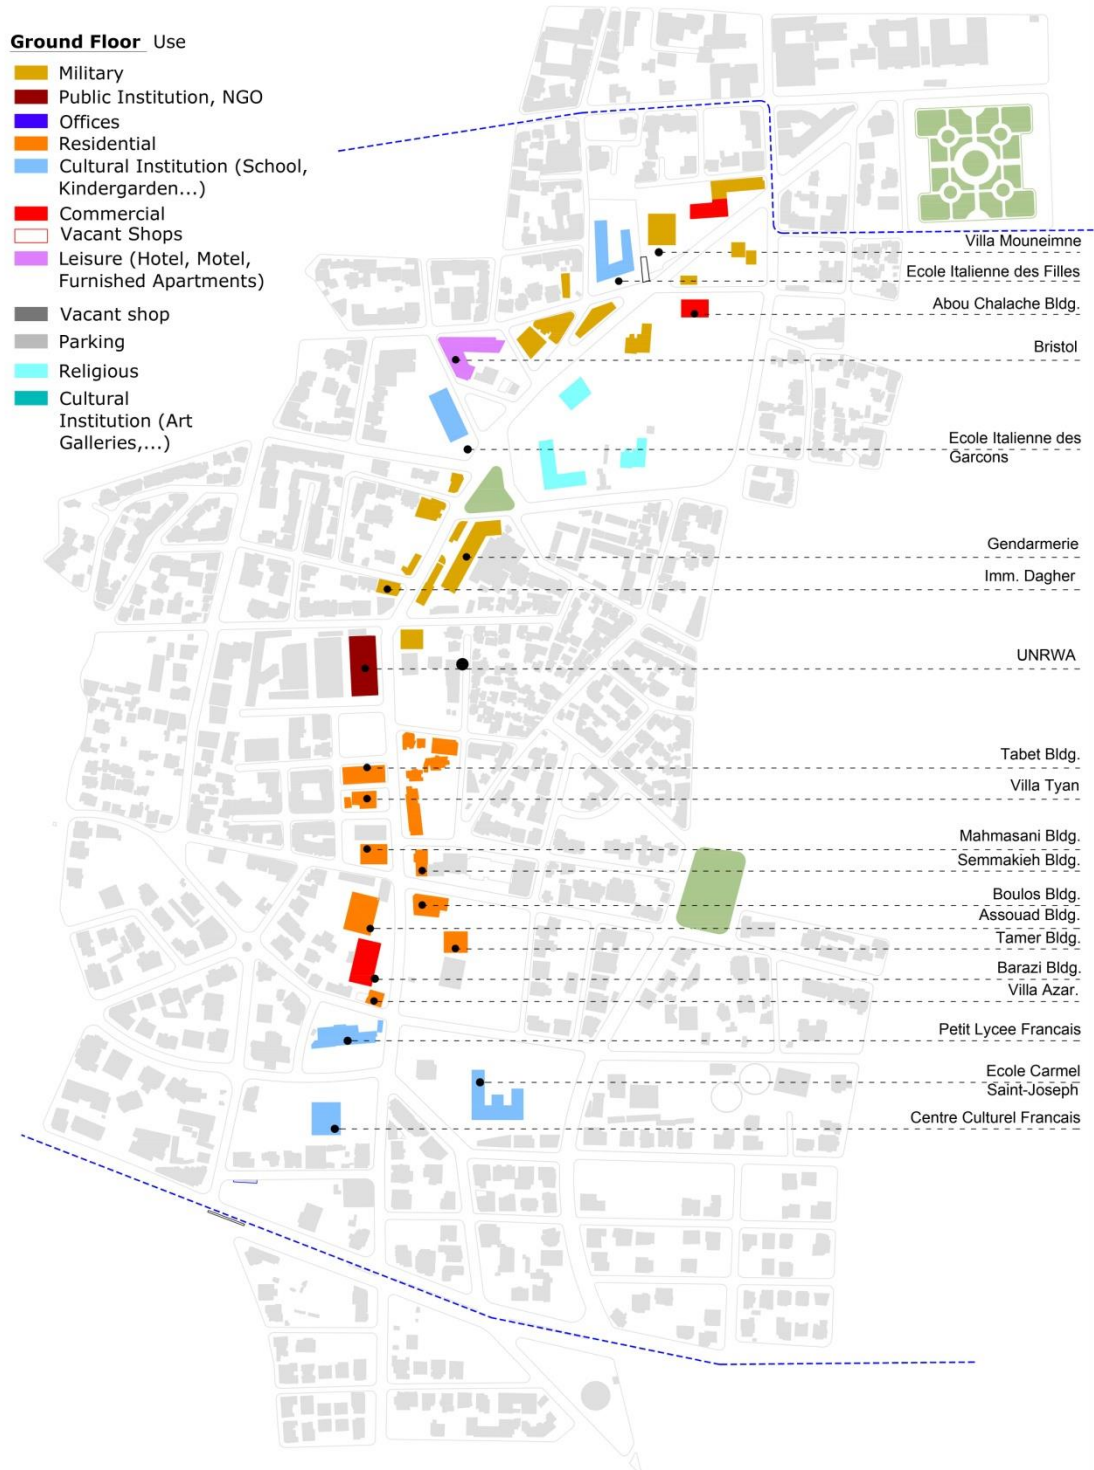 Ground Floor Use
Military
Public Institution, NGO
Offices
Residential
Cultural Institution (School,
Kindergarden...)
Commercial
Vacant Shops
Leisure (Hotel, Motel,
Furnished Apartments)
Vacant shop
Parking
Religious
Cultural
Institution (Art
Galleries,...)
Villa Mouneimne
Ecole Italienne des Filles
Abou Chalache Bldg.
Bristol
Ecole Italienne des
Garcons
Gendarmerie
Imm. Dagher
UNRWA
Tabet Bldg.
Villa Tyan
Mahmasani Bldg.
Semmakieh Bldg.
Boulos Bldg.
Assouad Bldg.
Tamer Bldg.
Barazi Bldg.
Villa Azar.
Petit Lycee Francais
Ecole Carmel
Saint-Joseph
Centre Culturel Francais